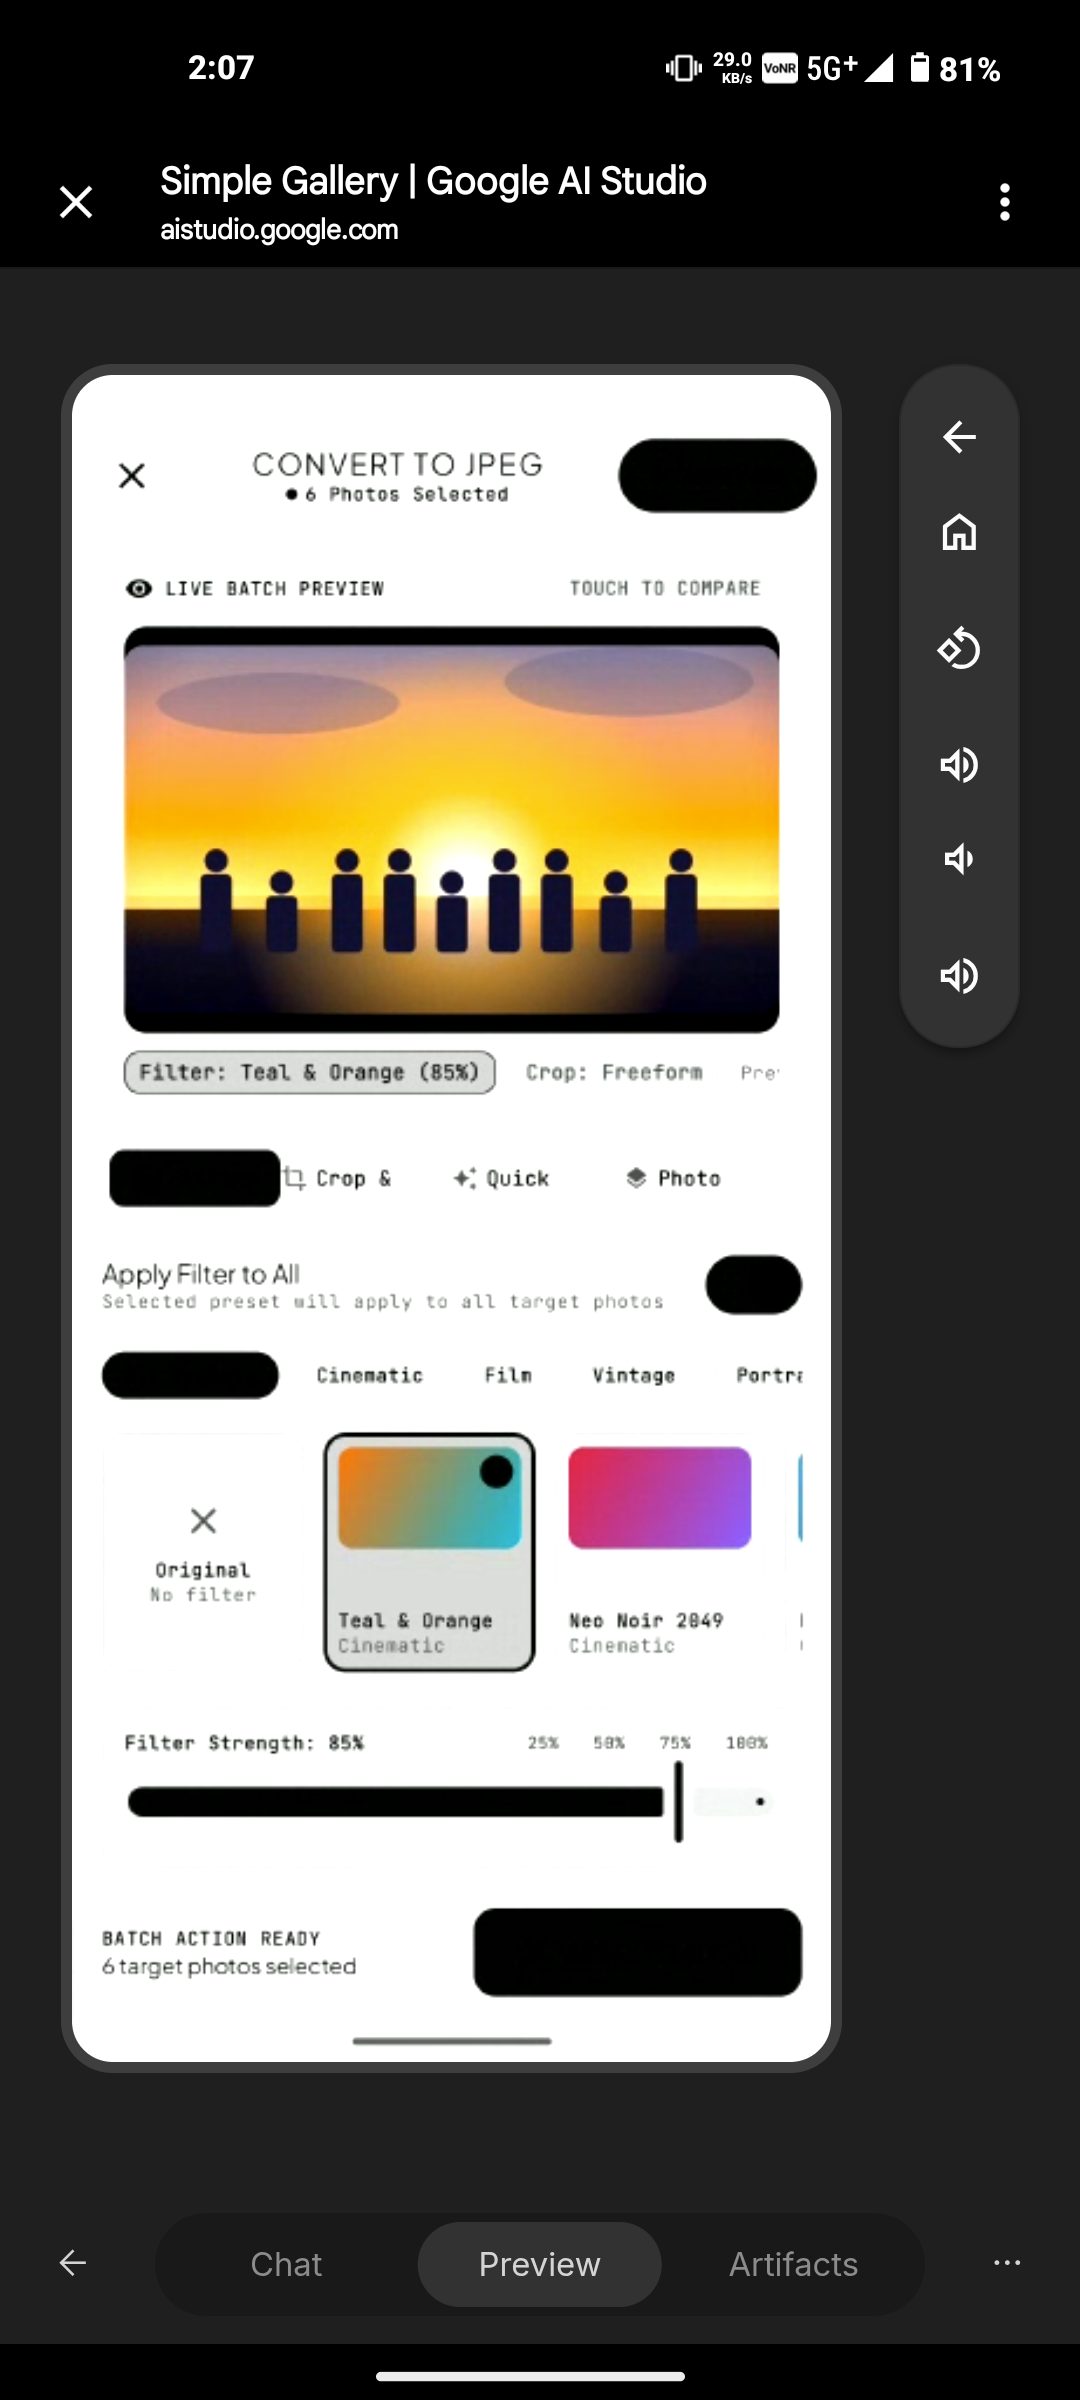 2:07
29.0
KB/s
VoNR
5G+
81%
Simple Gallery | Google AI Studio
aistudio.google.com
CONVERT TO JPEG
6 Photos Selected
LIVE BATCH PREVIEW
TOUCH TO COMPARE
Filter: Teal & Orange (85%)
Crop: Freeform
Crop &
Quick
Photo
Apply Filter to All
Selected preset will apply to all target photos
Cinematic
Film
Vintage
Original
No filter
Teal & Orange
Cinematic
Neo Noir 2049
Cinematic
Filter Strength: 85%
25%
50%
75%
100%
BATCH ACTION READY
6 target photos selected
Chat
Preview
Artifacts